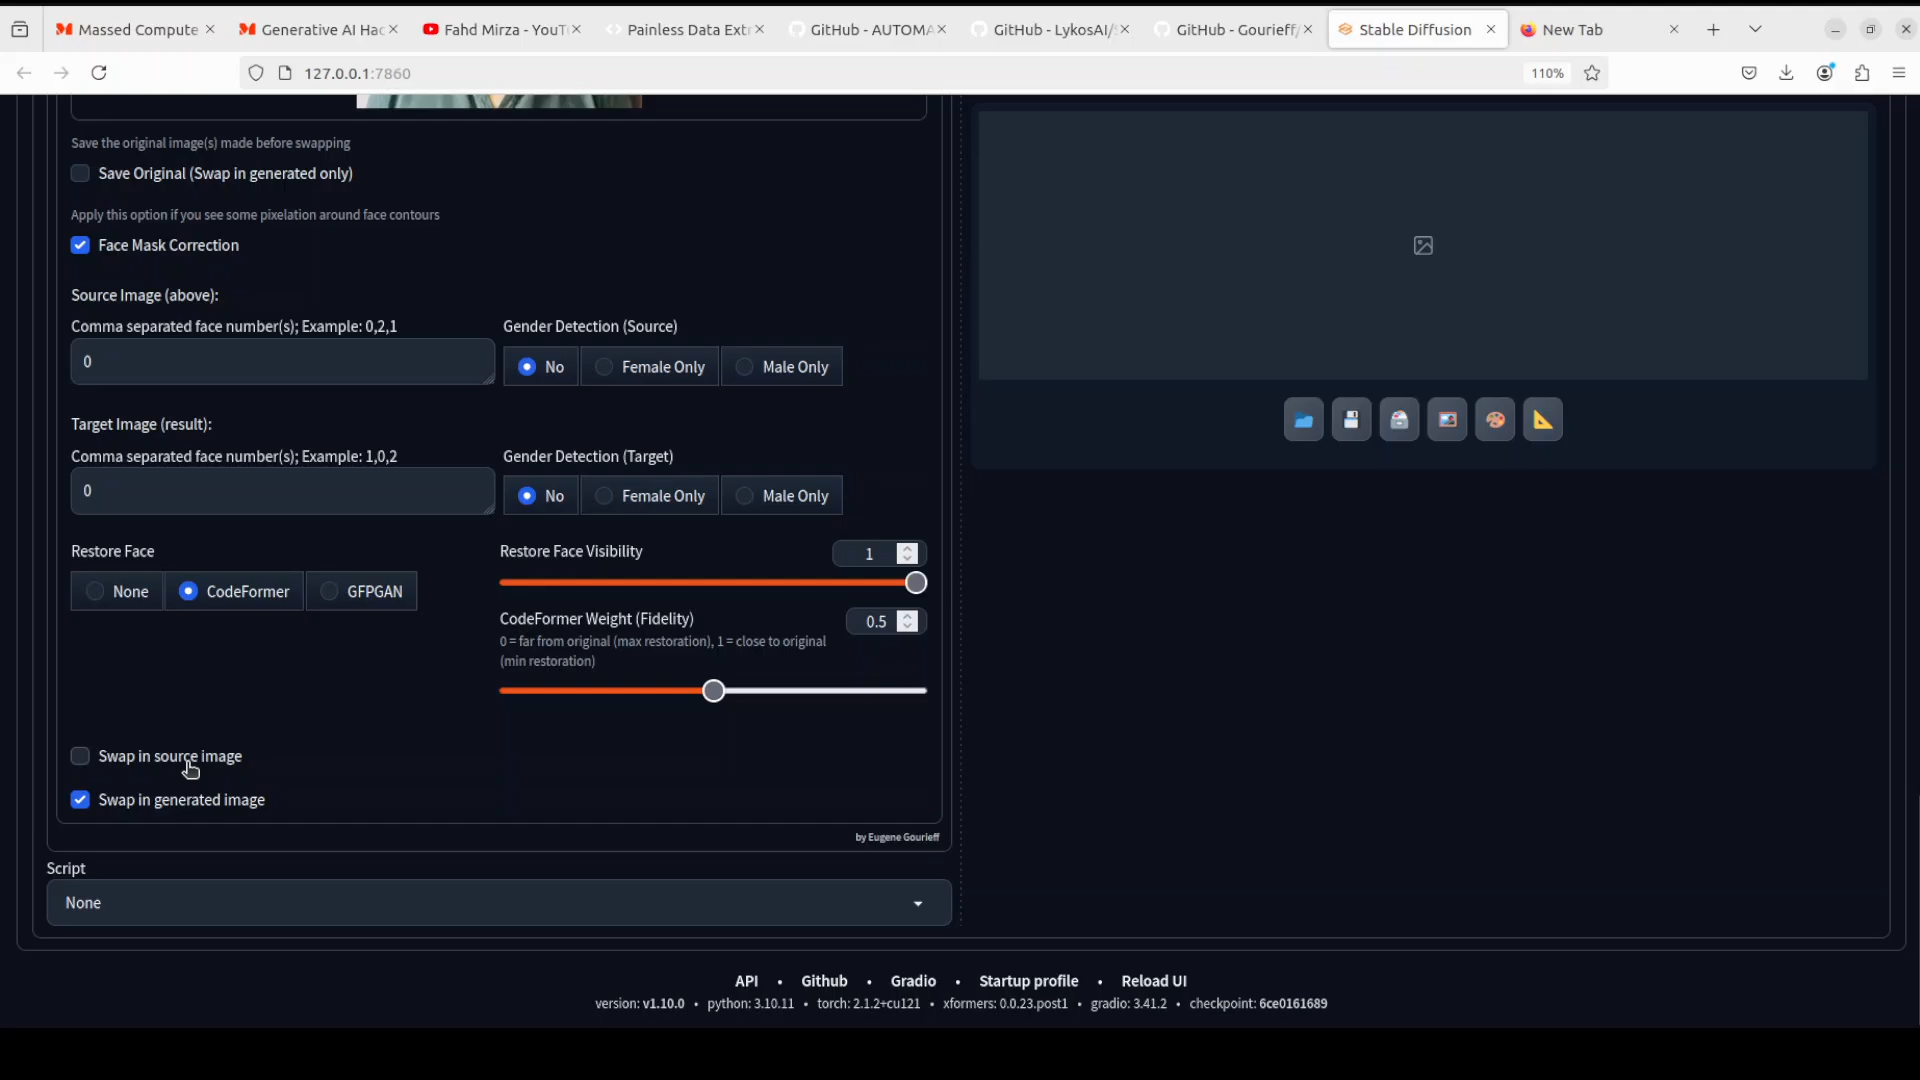 Massed Compute
Generative AI Hac
Fahd Mirza - YouT
Painless Data Extr
GitHub - AUTOMA
GitHub - LykosAI/
GitHub - Gourieff/
Stable Diffusion
New Tab
127.0.0.1:7860
110%
Save the original image(s) made before swapping
Save Original (Swap in generated only)
Apply this option if you see some pixelation around face contours
Face Mask Correction
Source Image (above):
Comma separated face number(s); Example: 0,2,1
Gender Detection (Source)
0
No
Female Only
Male Only
Target Image (result):
Comma separated face number(s); Example: 1,0,2
Gender Detection (Target)
0
No
Female Only
Male Only
Restore Face
None
CodeFormer
GFPGAN
Restore Face Visibility
1
CodeFormer Weight (Fidelity)
0.5
0 = far from original (max restoration), 1 = close to original
(min restoration)
Swap in source image
Swap in generated image
by Eugene Gourieff
Script
None
API • Github • Gradio • Startup profile • Reload UI
version: v1.10.0 • python: 3.10.11 • torch: 2.1.2+cu121 • xformers: 0.0.23.post1 • gradio: 3.41.2 • checkpoint: 6ce0161689